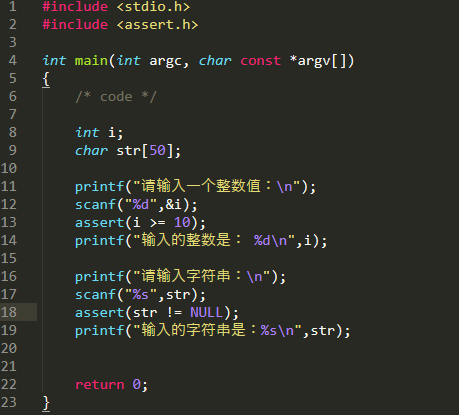 1 #include <stdio.h>
2 #include <assert.h>
3
4 int main(int argc, char const *argv[])
5 {
6     /* code */
7
8     int i;
9     char str[50];
10
11     printf("请输入一个整数值：\n");
12     scanf("%d",&i);
13     assert(i >= 10);
14     printf("输入的整数是： %d\n",i);
15
16     printf("请输入字符串：\n");
17     scanf("%s",str);
18     assert(str != NULL);
19     printf("输入的字符串是：%s\n",str);
20
21
22     return 0;
23 }